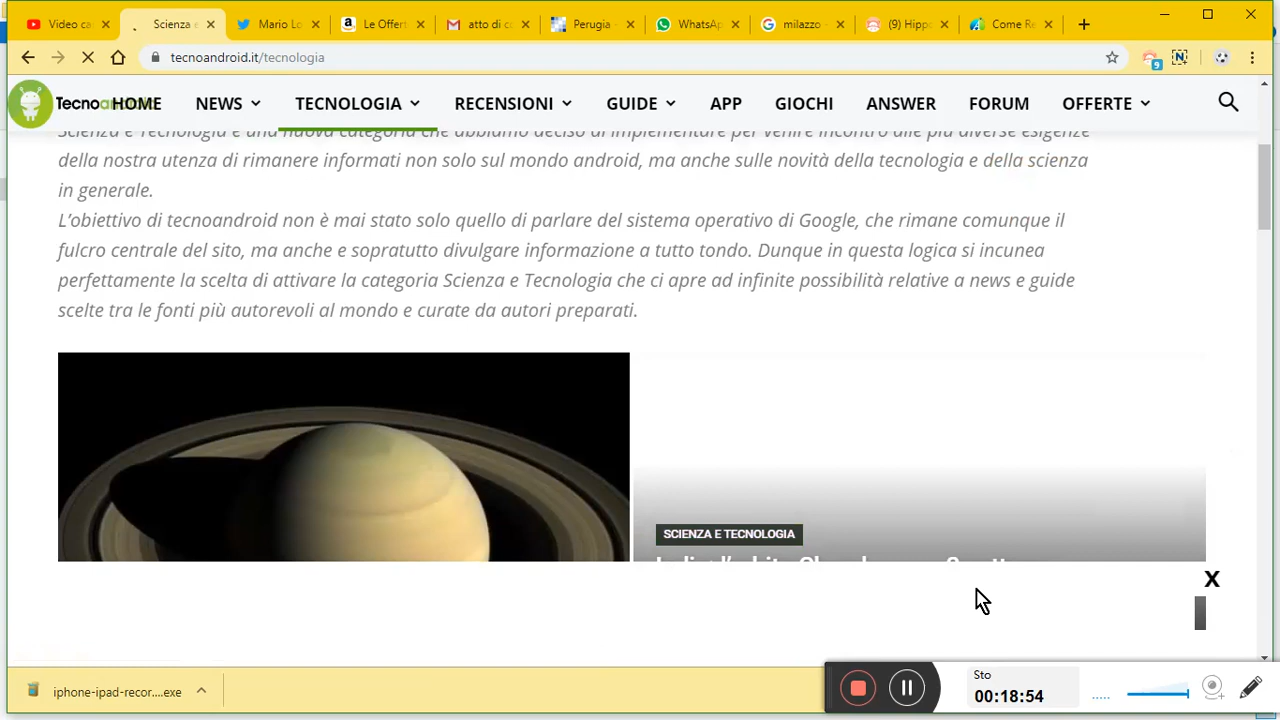 Video ca
Scienza e
Mario Lo
Le Offert
atto di co
Perugia -
WhatsAp
milazzo -
(9) Hippo
Come Re
tecnoandroid.it/tecnologia
9
N
Tecnoandroid
HOME
NEWS
TECNOLOGIA
RECENSIONI
GUIDE
APP
GIOCHI
ANSWER
FORUM
OFFERTE
Scienza e Tecnologia è una nuova categoria che abbiamo deciso di implementare per venire incontro alle più diverse esigenze
della nostra utenza di rimanere informati non solo sul mondo android, ma anche sulle novità della tecnologia e della scienza
in generale.
L'obiettivo di tecnoandroid non è mai stato solo quello di parlare del sistema operativo di Google, che rimane comunque il
fulcro centrale del sito, ma anche e sopratutto divulgare informazione a tutto tondo. Dunque in questa logica si incunea
perfettamente la scelta di attivare la categoria Scienza e Tecnologia che ci apre ad infinite possibilità relative a news e guide
scelte tra le fonti più autorevoli al mondo e curate da autori preparati.
SCIENZA E TECNOLOGIA
X
iphone-ipad-recor....exe
Sto
00:18:54